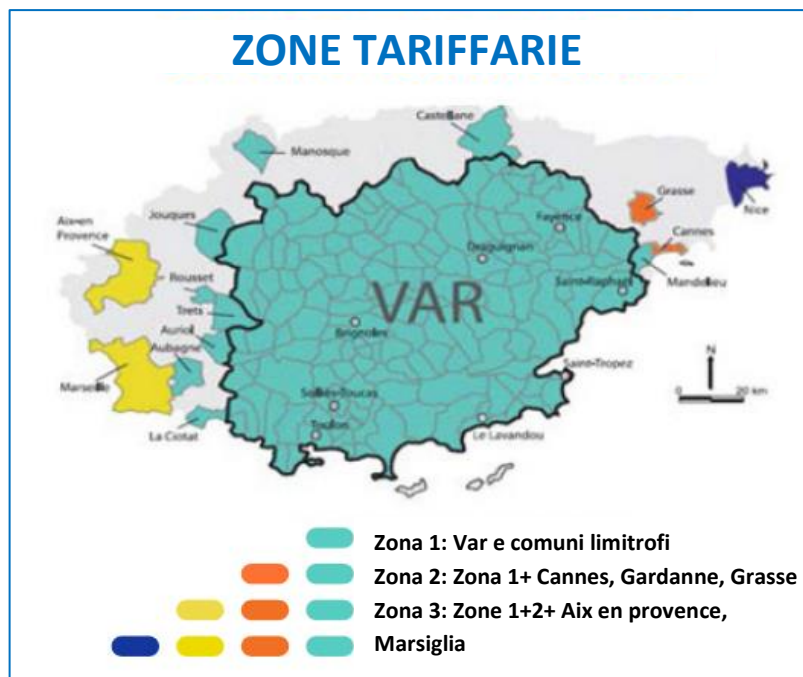 ZONE TARIFFARIE
Castellane
Manosque
Grasse
Nice
Jouques
Aix-en
Provence
Fayence
Cannes
Draguignan
Rousset
Saint-Raphaël
Mandelieu
VAR
Trets
Auriol
Brignoles
Aubagne
Saint-Tropez
N
Marseille
Solliès-Toucas
0 20 km
La Ciotat
Toulon
Le Lavandou
Zona 1: Var e comuni limitrofi
Zona 2: Zona 1+ Cannes, Gardanne, Grasse
Zona 3: Zone 1+2+ Aix en provence,
Marsiglia